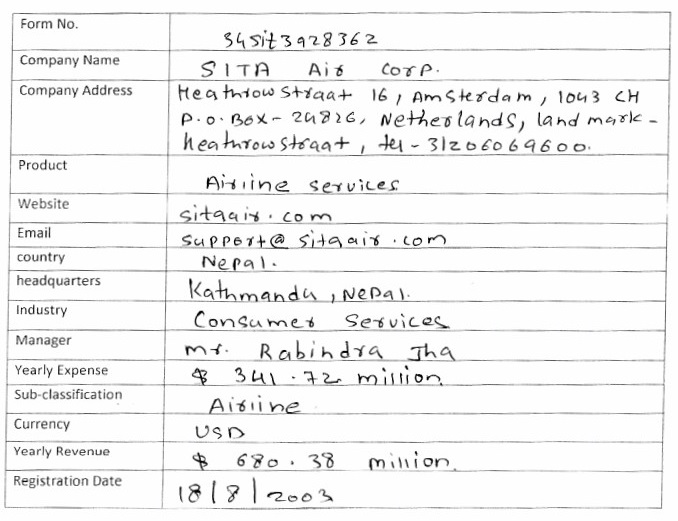 Form No.
34Sit3928362
Company Name
SITA Air Corp.
Company Address
Heathrowstraat 16, Amsterdam, 1043 CH
P.O.Box - 24826, Netherlands, landmark -
heathrowstraat, tel - 31206069600.
Product
Airline services
Website
sitaair.com
Email
support@sitaair.com
country
Nepal.
headquarters
Kathmandu, Nepal.
Industry
Consumer Services
Manager
Mr. Rabindra Jha
Yearly Expense
$ 341.72 million
Sub-classification
Airline
Currency
USD
Yearly Revenue
$ 680.38 million.
Registration Date
18/8/2003